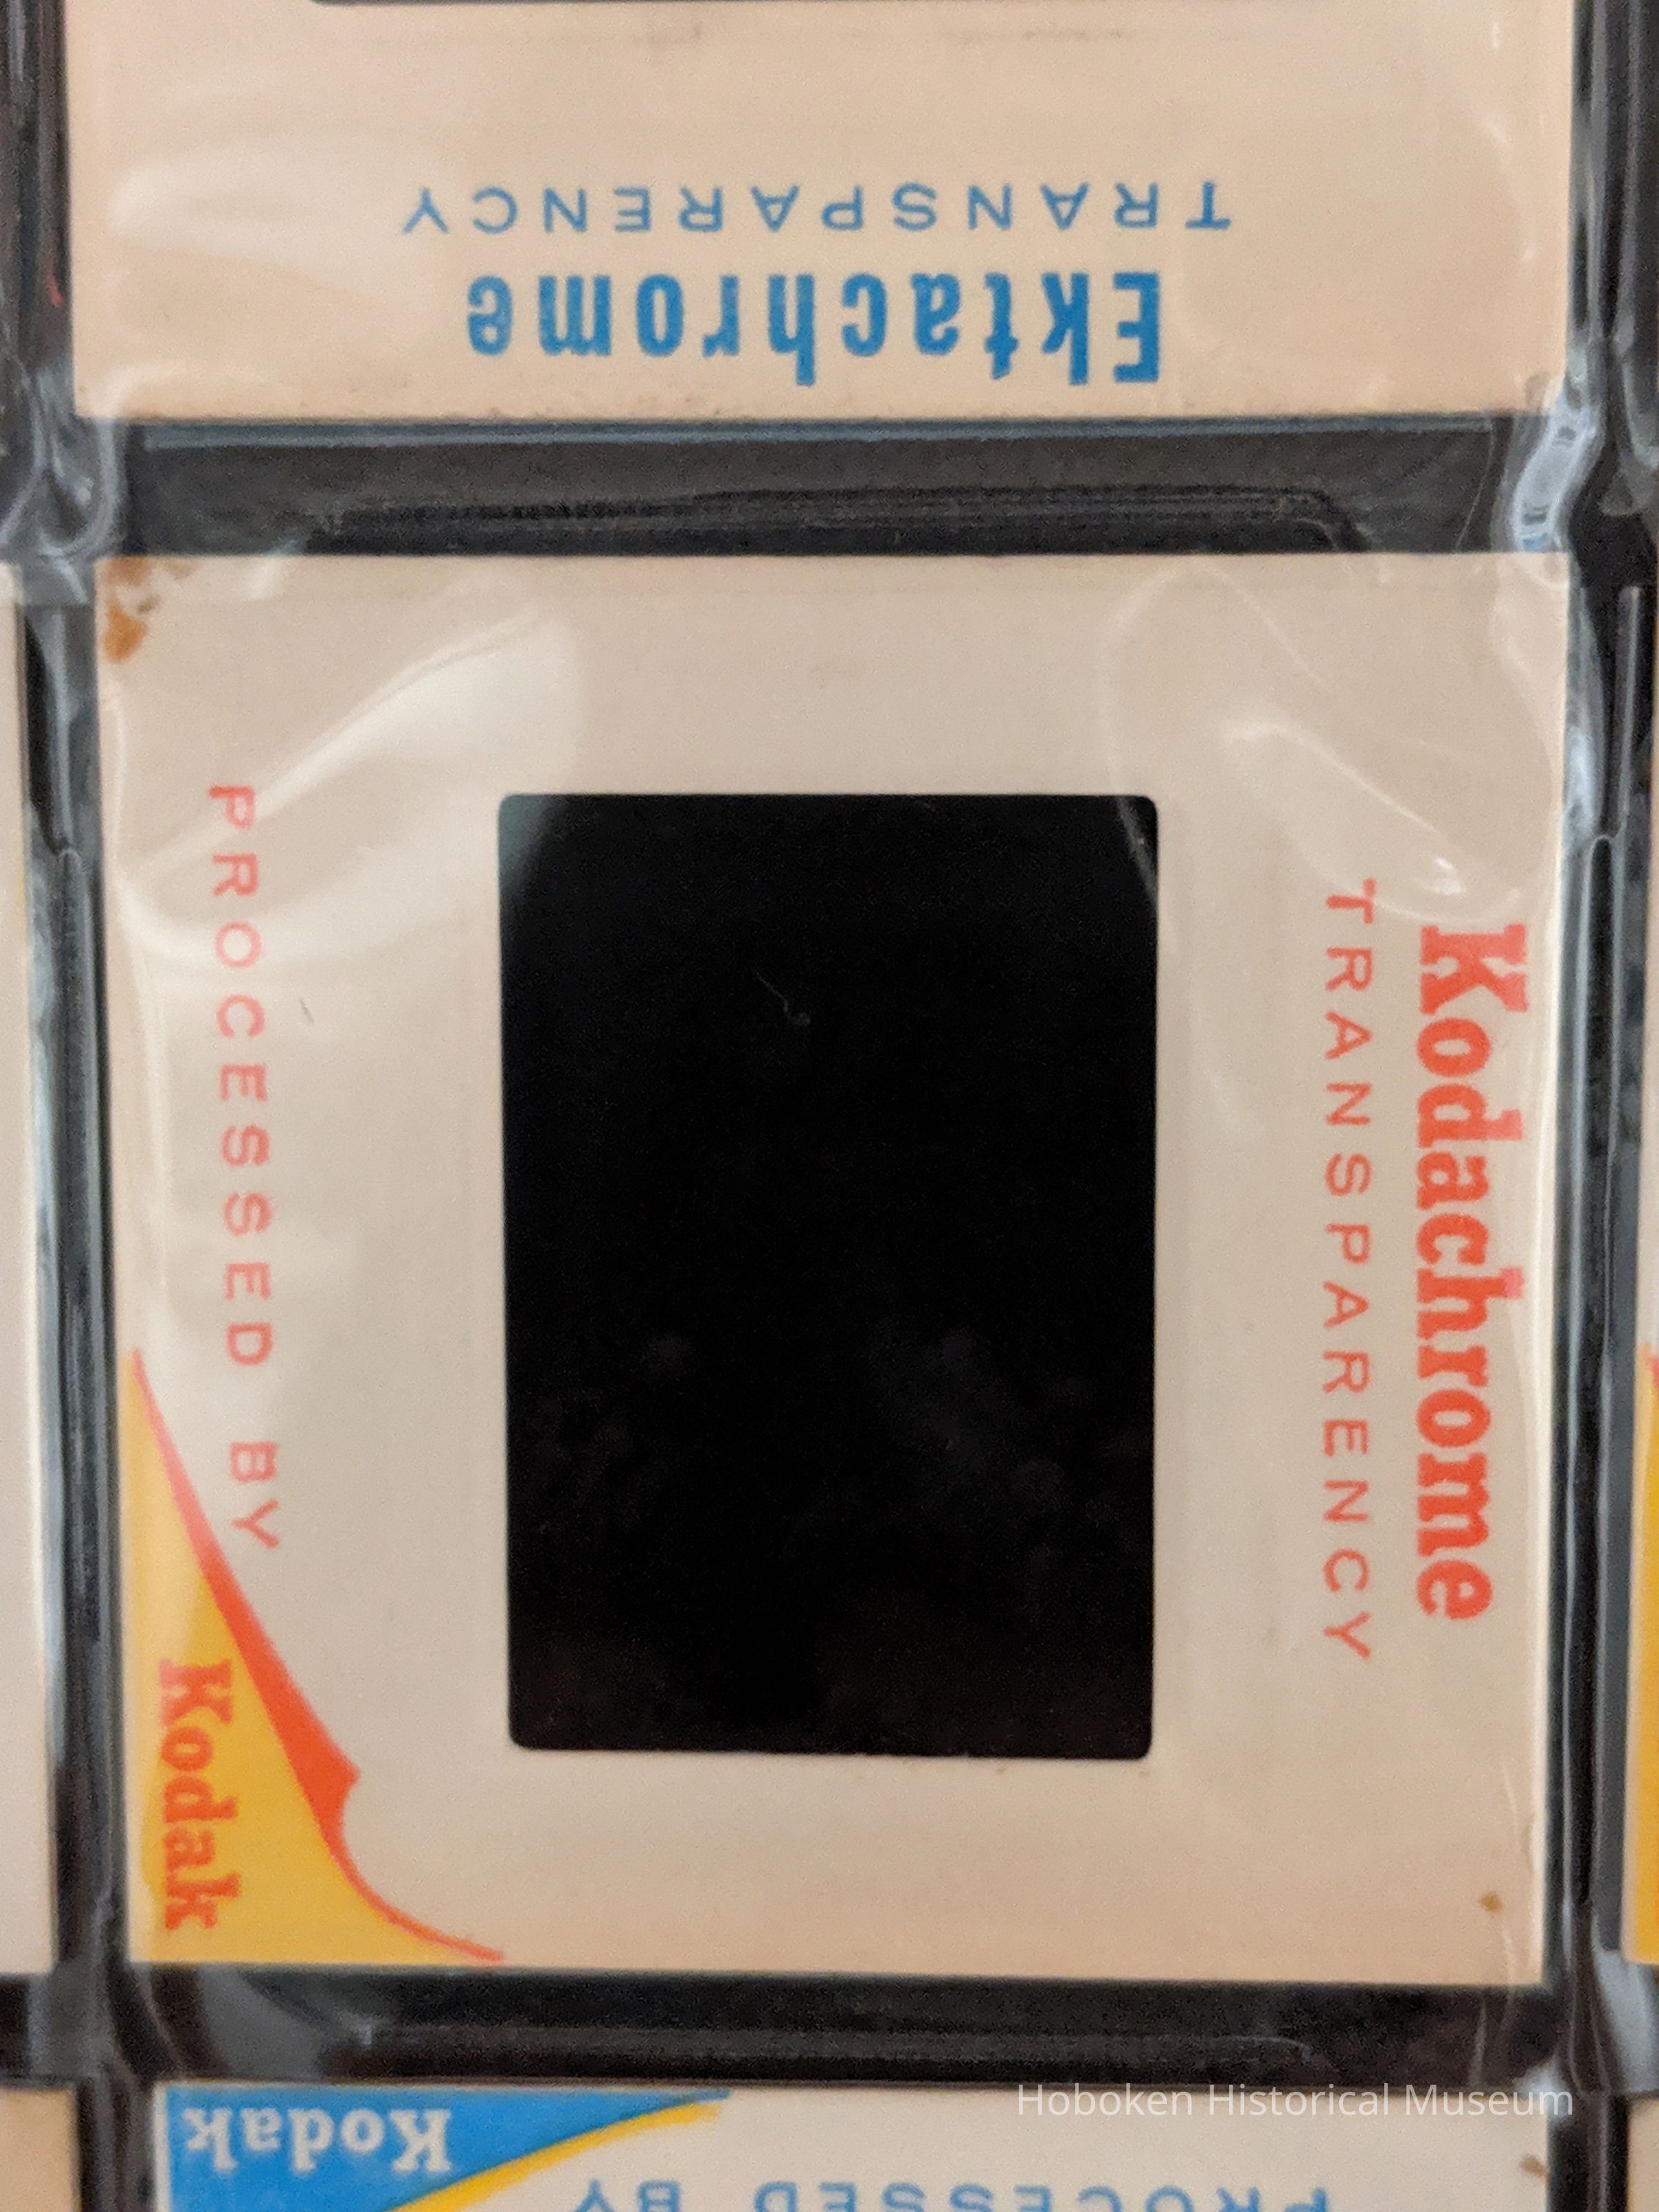 Ektachrome
TRANSPARENCY
Kodachrome
TRANSPARENCY
PROCESSED BY
Kodak
Kodak
PROCESSED BY
Hoboken Historical Museum